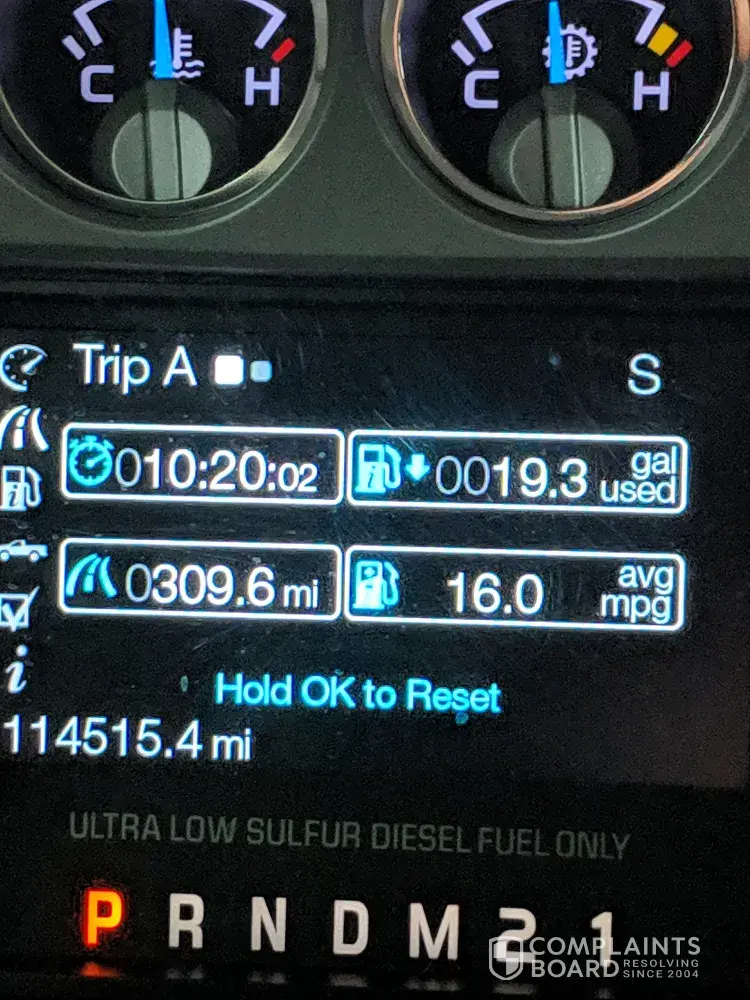 C H C H
Trip A S
010:20:02 0019.3 gal used
0309.6 mi 16.0 avg mpg
Hold OK to Reset
114515.4 mi
ULTRA LOW SULFUR DIESEL FUEL ONLY
P R N D M 2 1
COMPLAINTS BOARD RESOLVING SINCE 2004